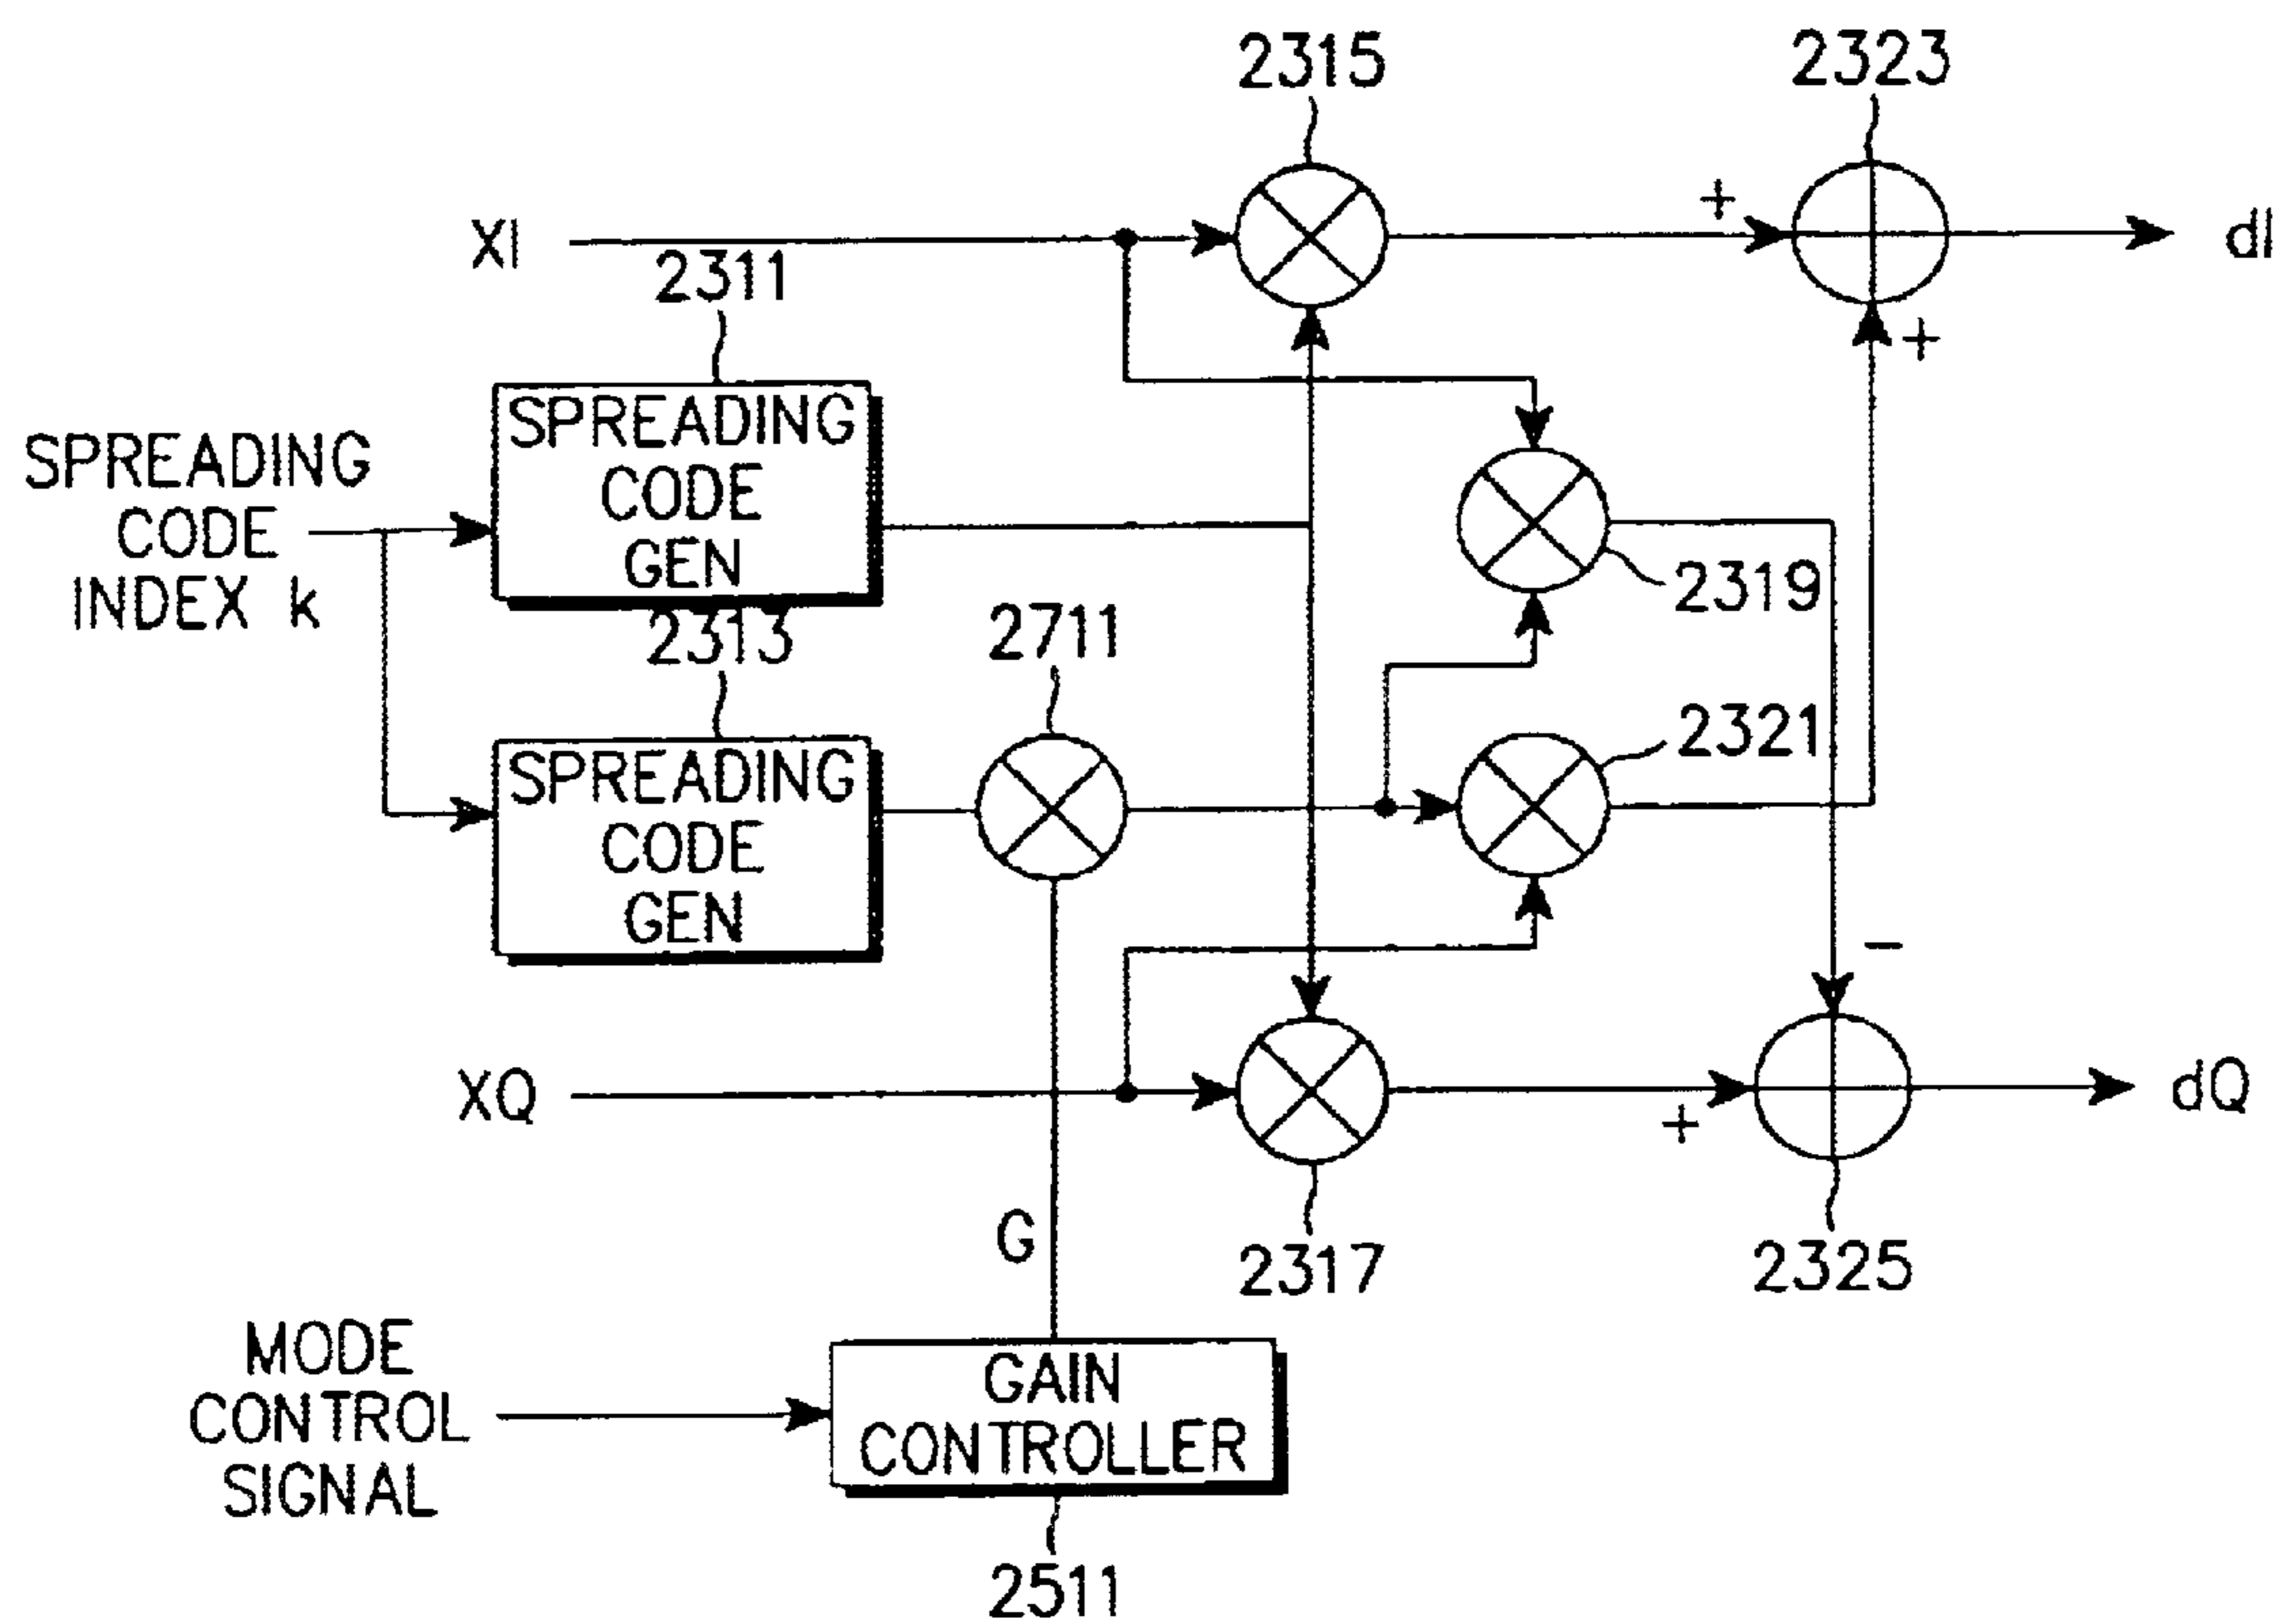 2315
2323
+
XI
dI
2311
+
SPREADING
CODE
GEN
SPREADING
CODE
INDEX k
2319
2313
2711
2321
SPREADING
CODE
GEN
−
XQ
dQ
+
G
2317
2325
MODE
CONTROL
SIGNAL
GAIN
CONTROLLER
2511